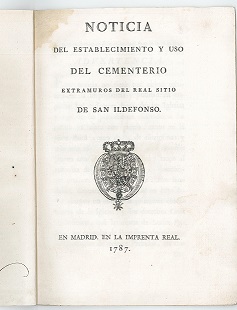 NOTICIA
DEL ESTABLECIMIENTO Y USO
DEL CEMENTERIO
EXTRAMUROS DEL REAL SITIO
DE SAN ILDEFONSO.
EN MADRID. EN LA IMPRENTA REAL.
1787.